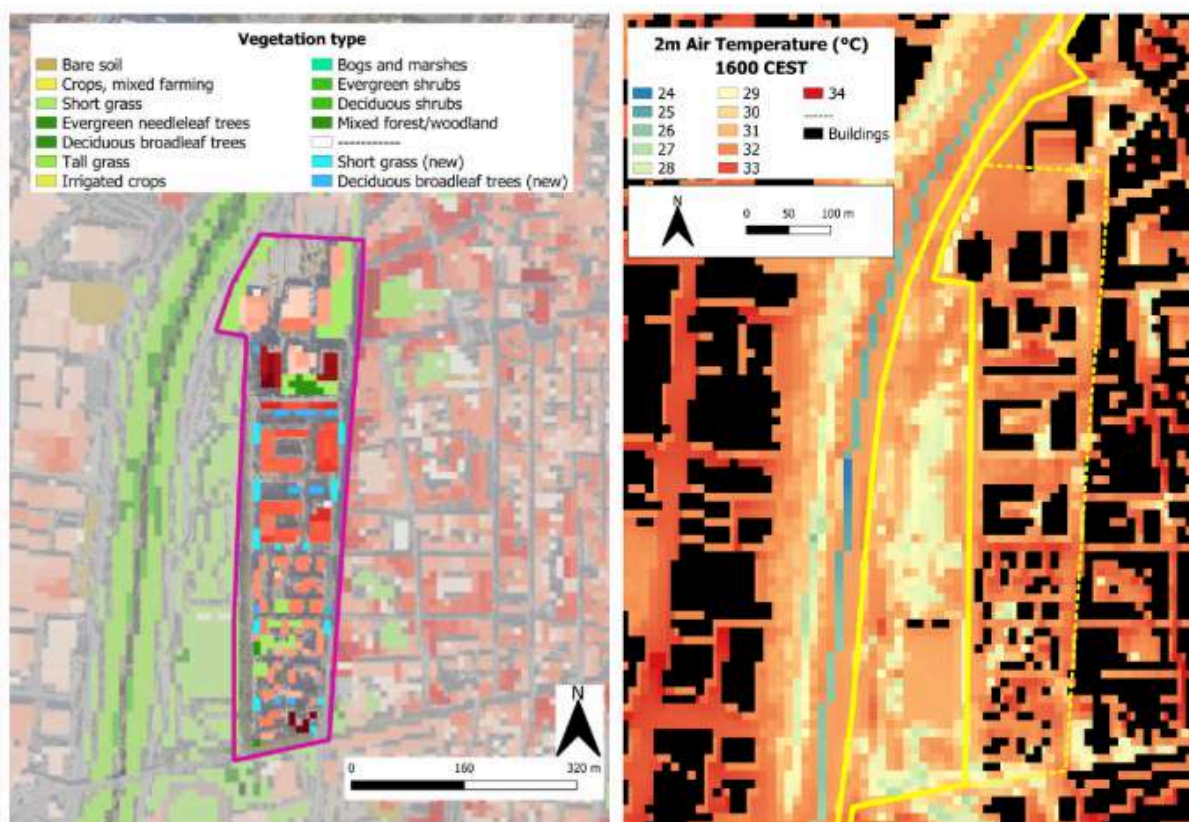 Vegetation type
Bare soil
Crops, mixed farming
Short grass
Evergreen needleleaf trees
Deciduous broadleaf trees
Tall grass
Irrigated crops
Bogs and marshes
Evergreen shrubs
Deciduous shrubs
Mixed forest/woodland
-----------
Short grass (new)
Deciduous broadleaf trees (new)
N
0 160 320 m
2m Air Temperature (°C)
1600 CEST
24
25
26
27
28
29
30
31
32
33
34
------
Buildings
N
0 50 100 m